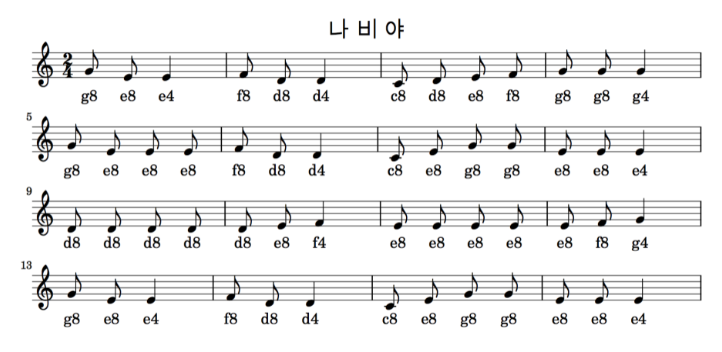 나 비 야
2
4
g8 e8 e4 f8 d8 d4 c8 d8 e8 f8 g8 g8 g4
5
g8 e8 e8 e8 f8 d8 d4 c8 e8 g8 g8 e8 e8 e4
9
d8 d8 d8 d8 d8 e8 f4 e8 e8 e8 e8 e8 f8 g4
13
g8 e8 e4 f8 d8 d4 c8 e8 g8 g8 e8 e8 e4